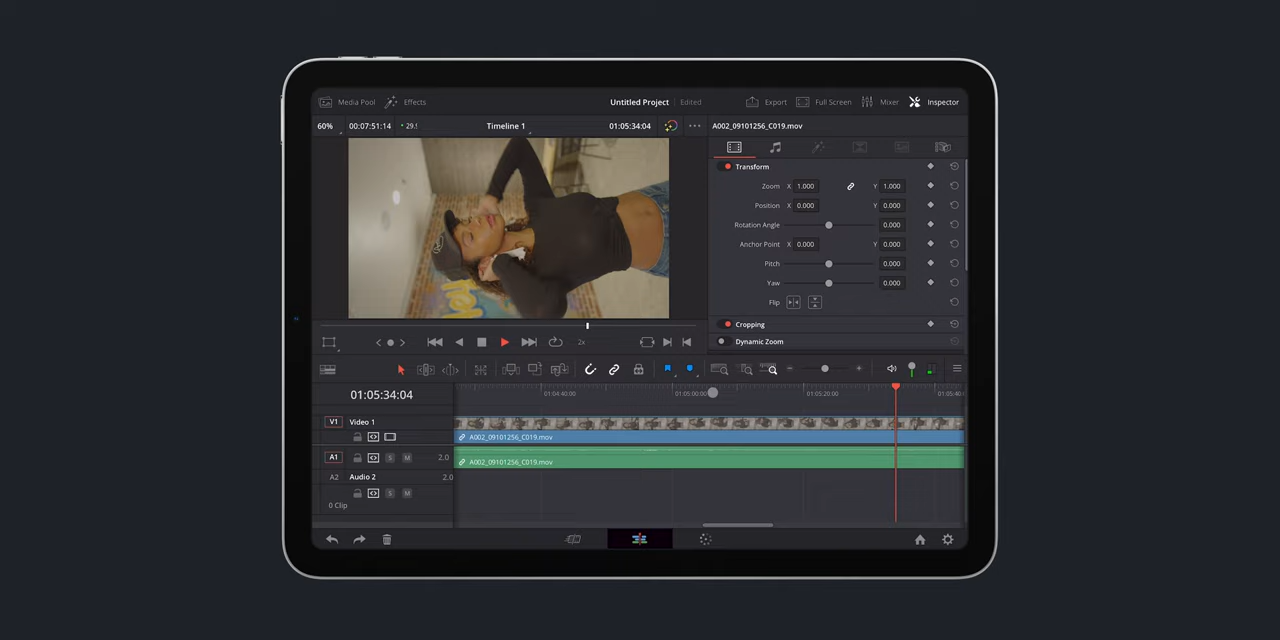 Media Pool Effects Untitled Project Edited Export Full Screen Mixer Inspector
60% 00:07:51:14 29.! Timeline 1 01:05:34:04 A002_09101256_C019.mov
Transform
Zoom X 1.000 Y 1.000
Position X 0.000 Y 0.000
Rotation Angle 0.000
Anchor Point X 0.000 Y 0.000
Pitch 0.000
Yaw 0.000
Flip
Cropping
Dynamic Zoom
2x
01:05:34:04
01:04:40:00 01:05:00:00 01:05:20:00 01:05:40:
V1 Video 1
A002_09101256_C019.mov
A1 S M 2.0
A002_09101256_C019.mov
A2 Audio 2 2.0
S M
0 Clip